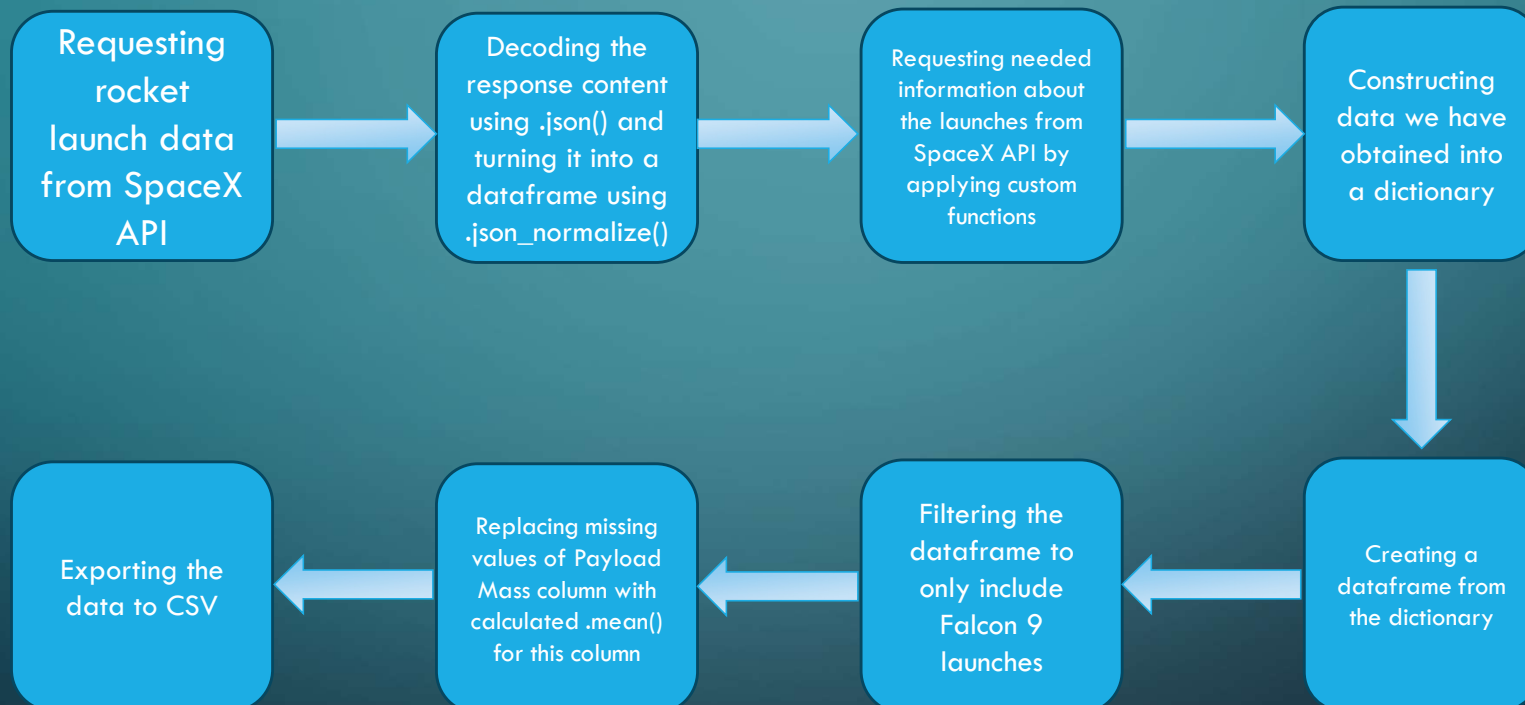 Requesting
rocket
launch data
from SpaceX
API
Decoding the
response content
using .json() and
turning it into a
dataframe using
.json_normalize()
Requesting needed
information about
the launches from
SpaceX API by
applying custom
functions
Constructing
data we have
obtained into
a dictionary
Creating a
dataframe from
the dictionary
Filtering the
dataframe to
only include
Falcon 9
launches
Replacing missing
values of Payload
Mass column with
calculated .mean()
for this column
Exporting the
data to CSV